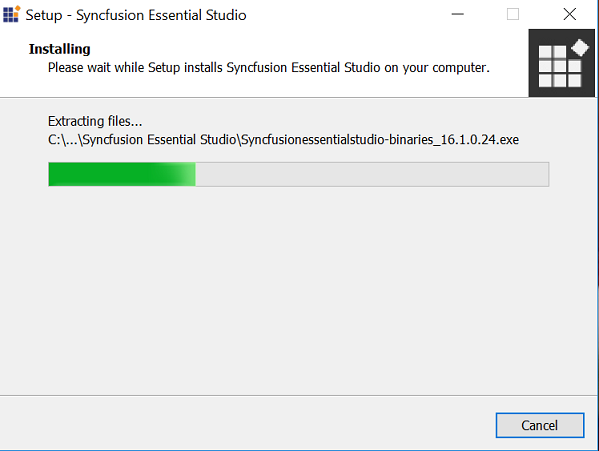 Setup - Syncfusion Essential Studio
Installing
Please wait while Setup installs Syncfusion Essential Studio on your computer.
Extracting files...
C:\...\Syncfusion Essential Studio\Syncfusionessentialstudio-binaries_16.1.0.24.exe
Cancel